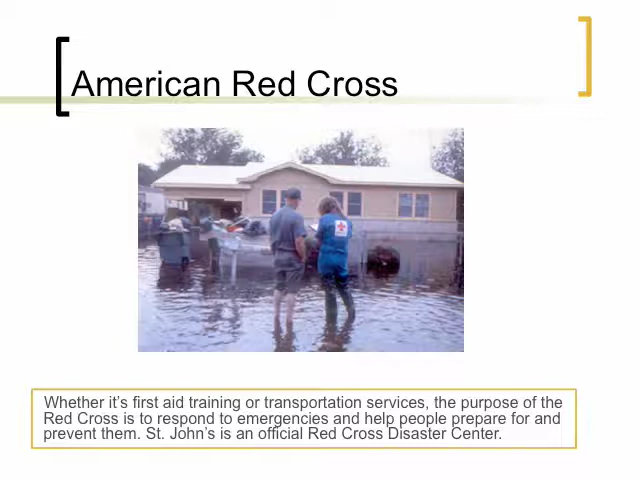 American Red Cross
Whether it’s first aid training or transportation services, the purpose of the
Red Cross is to respond to emergencies and help people prepare for and
prevent them. St. John’s is an official Red Cross Disaster Center.